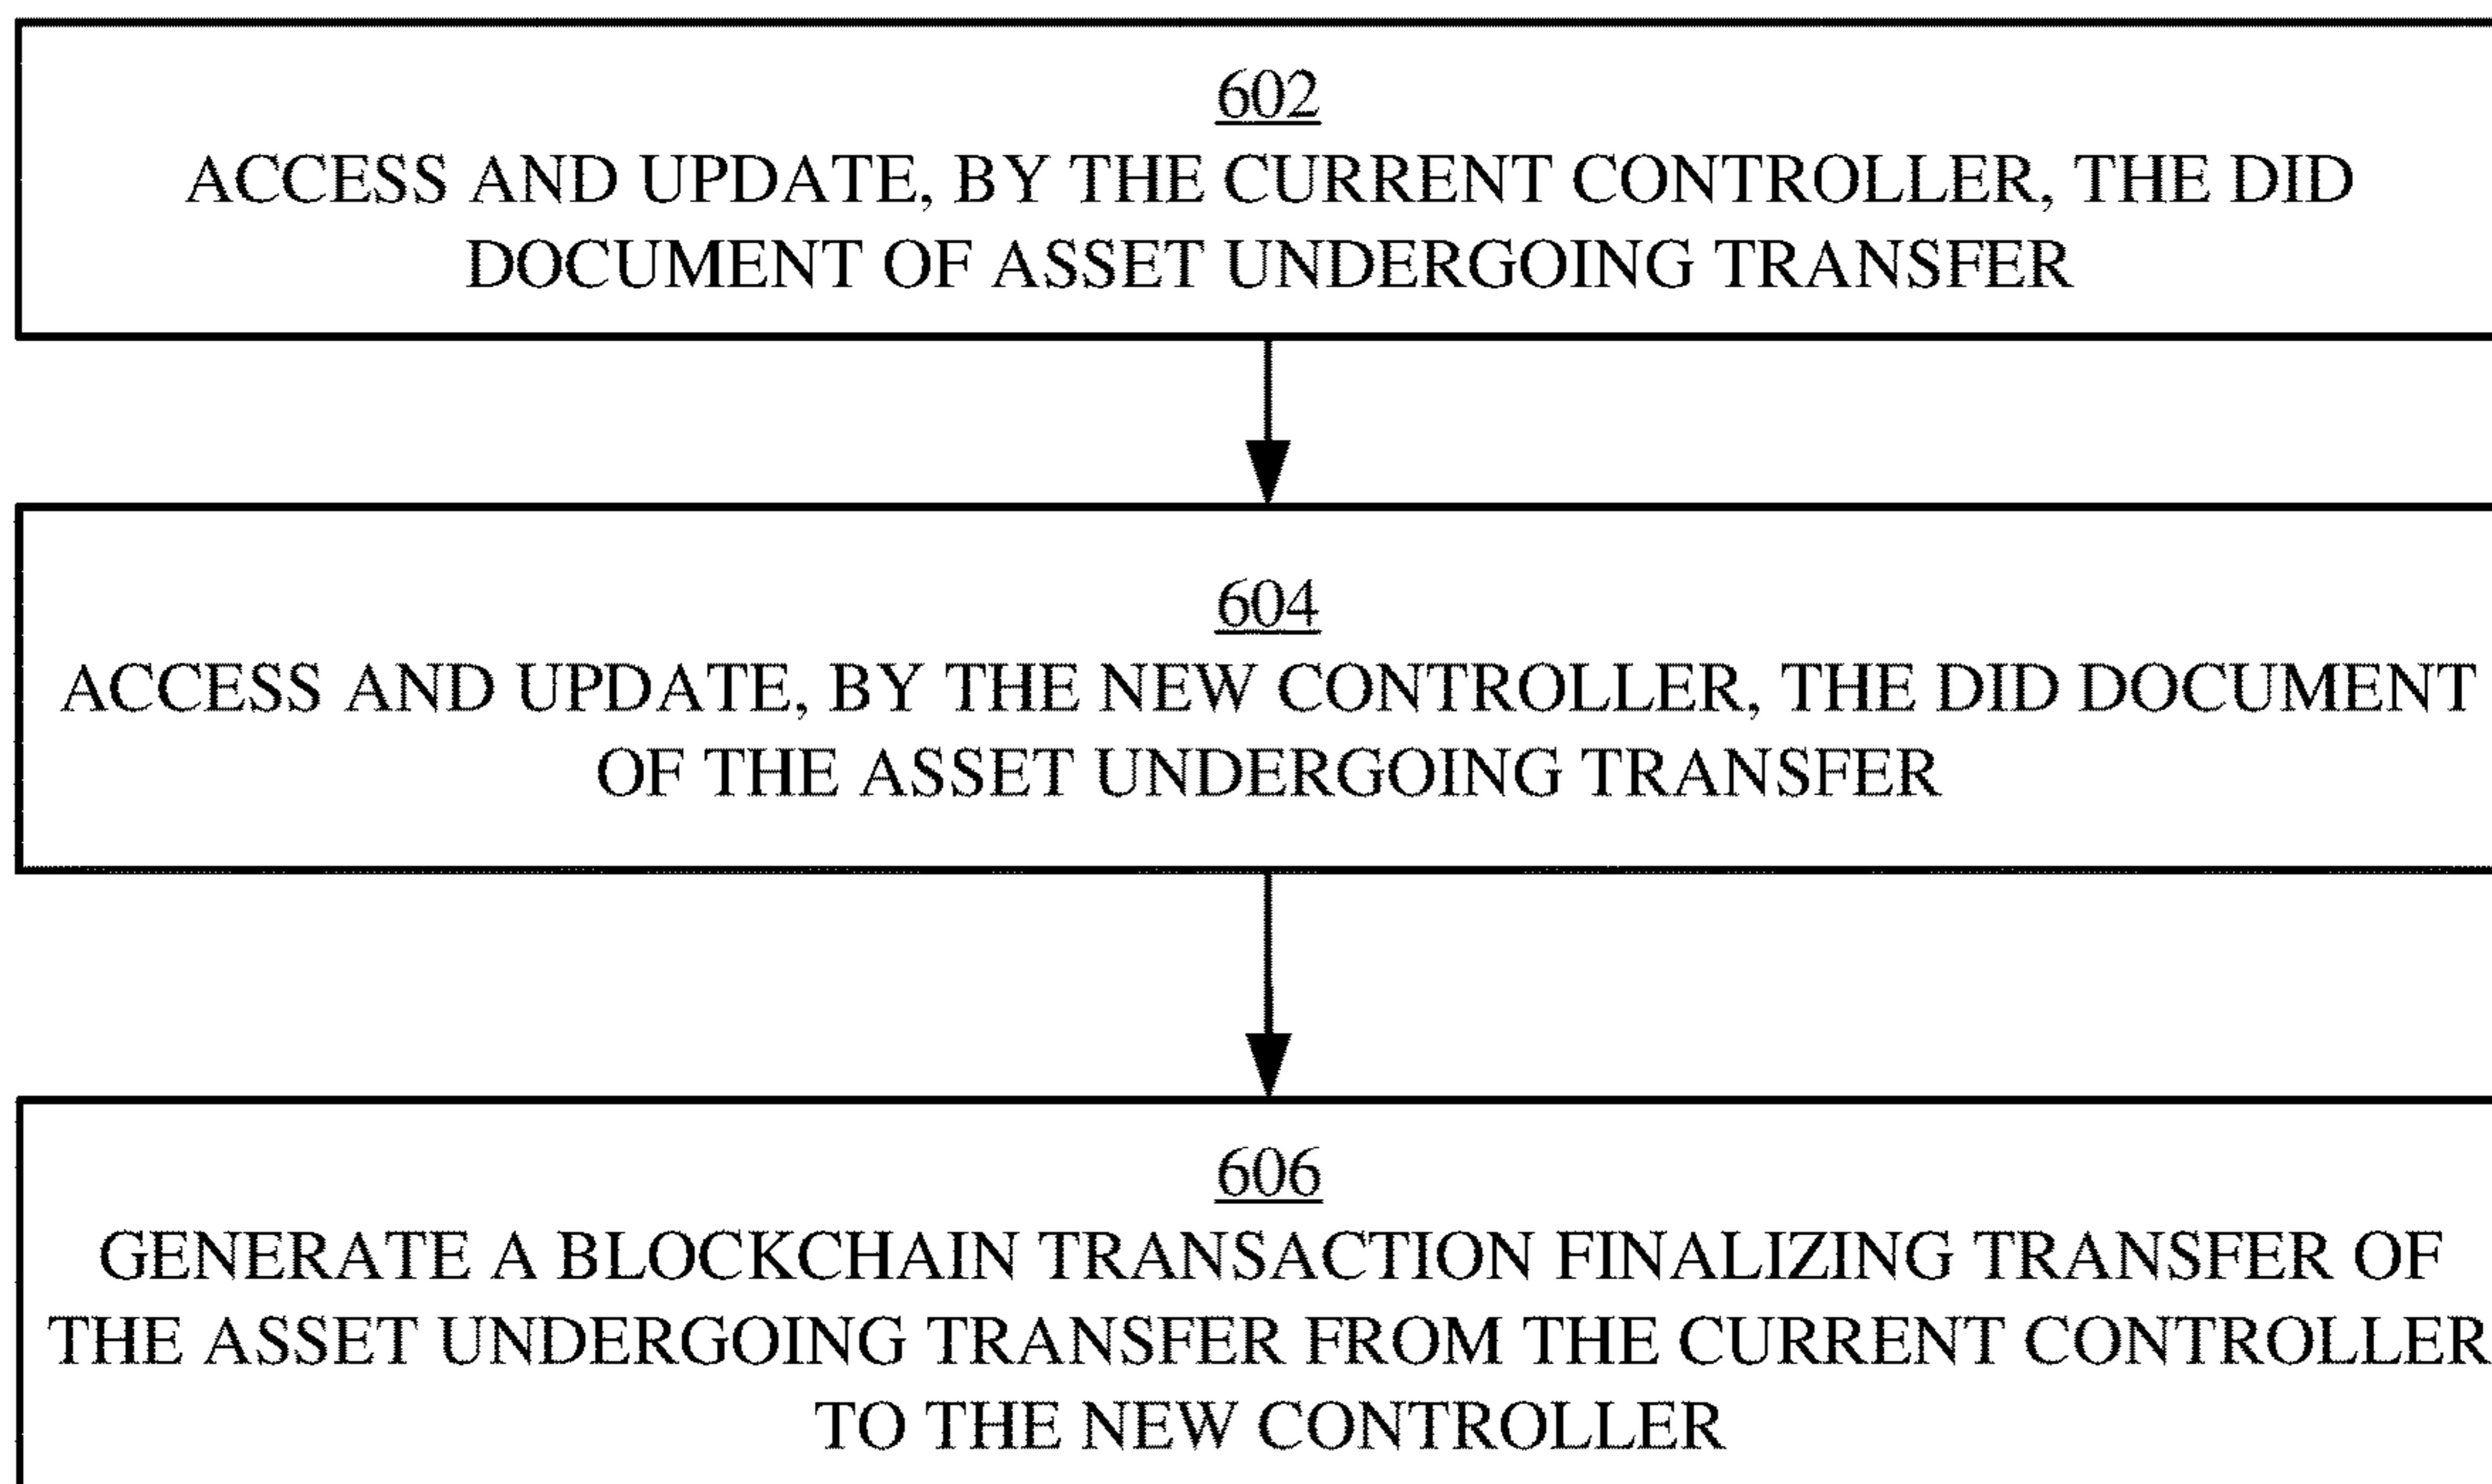 602
ACCESS AND UPDATE, BY THE CURRENT CONTROLLER, THE DID
DOCUMENT OF ASSET UNDERGOING TRANSFER
604
ACCESS AND UPDATE, BY THE NEW CONTROLLER, THE DID DOCUMENT
OF THE ASSET UNDERGOING TRANSFER
606
GENERATE A BLOCKCHAIN TRANSACTION FINALIZING TRANSFER OF
THE ASSET UNDERGOING TRANSFER FROM THE CURRENT CONTROLLER
TO THE NEW CONTROLLER